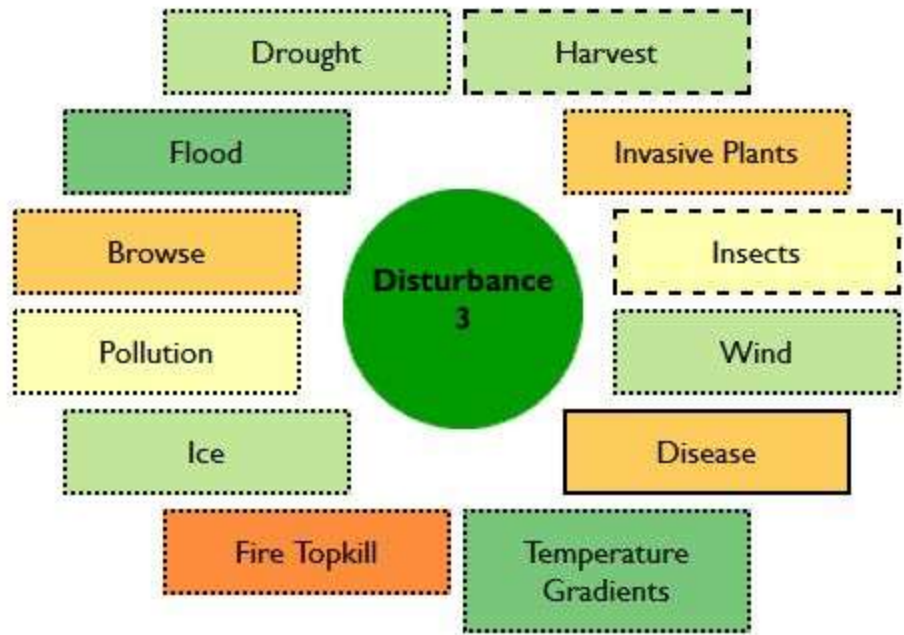 Drought
Harvest
Flood
Invasive Plants
Browse
Disturbance
3
Insects
Pollution
Wind
Ice
Disease
Fire Topkill
Temperature
Gradients